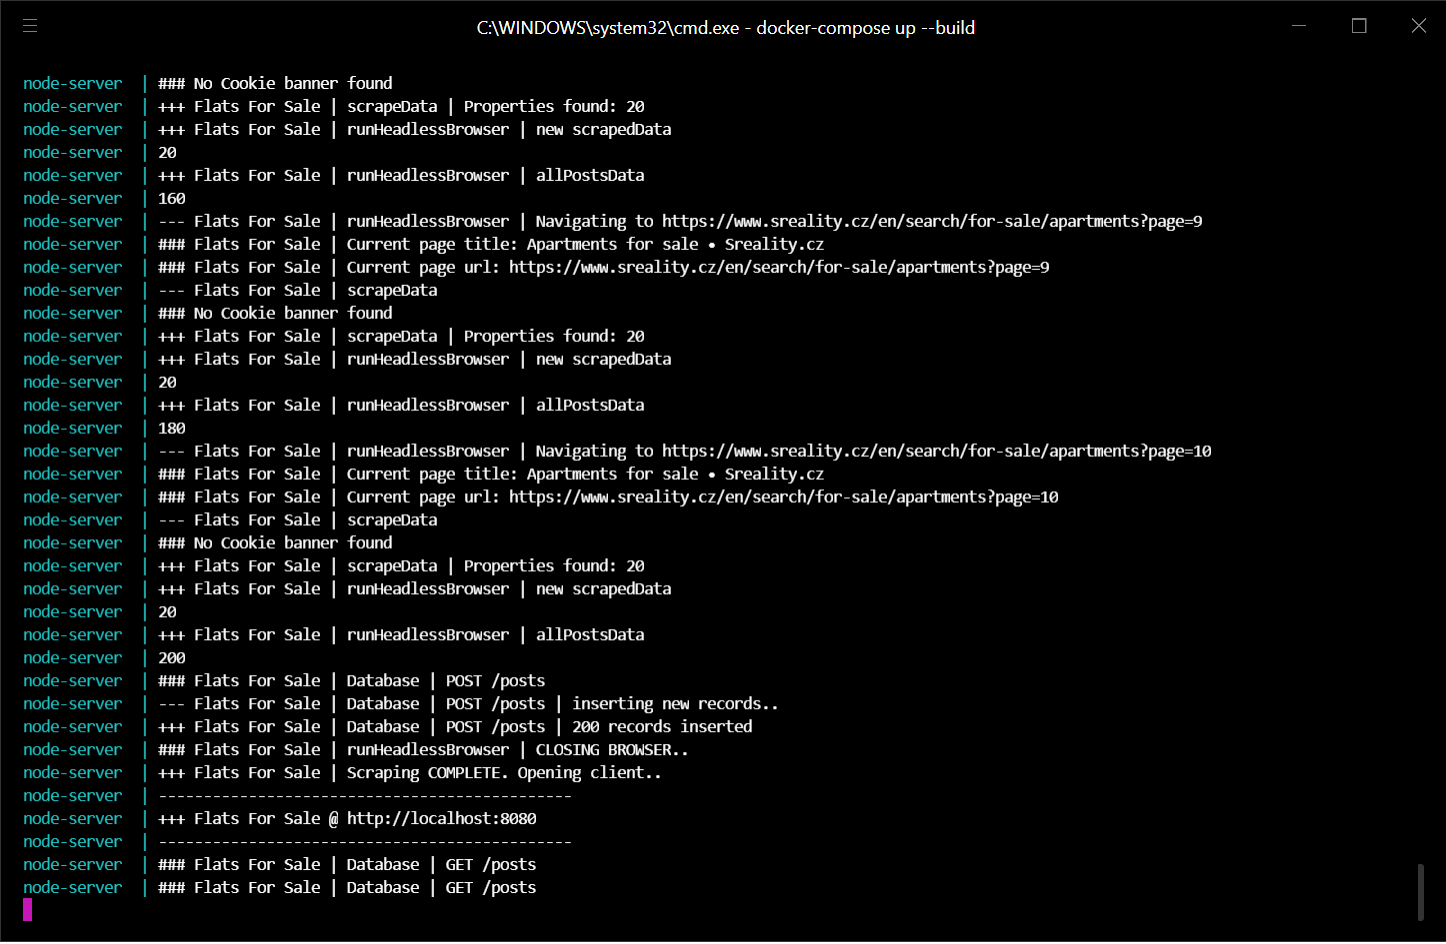 C:\WINDOWS\system32\cmd.exe - docker-compose up --build
node-server | ### No Cookie banner found
node-server | +++ Flats For Sale | scrapeData | Properties found: 20
node-server | +++ Flats For Sale | runHeadlessBrowser | new scrapedData
node-server | 20
node-server | +++ Flats For Sale | runHeadlessBrowser | allPostsData
node-server | 160
node-server | --- Flats For Sale | runHeadlessBrowser | Navigating to https://www.sreality.cz/en/search/for-sale/apartments?page=9
node-server | ### Flats For Sale | Current page title: Apartments for sale • Sreality.cz
node-server | ### Flats For Sale | Current page url: https://www.sreality.cz/en/search/for-sale/apartments?page=9
node-server | --- Flats For Sale | scrapeData
node-server | ### No Cookie banner found
node-server | +++ Flats For Sale | scrapeData | Properties found: 20
node-server | +++ Flats For Sale | runHeadlessBrowser | new scrapedData
node-server | 20
node-server | +++ Flats For Sale | runHeadlessBrowser | allPostsData
node-server | 180
node-server | --- Flats For Sale | runHeadlessBrowser | Navigating to https://www.sreality.cz/en/search/for-sale/apartments?page=10
node-server | ### Flats For Sale | Current page title: Apartments for sale • Sreality.cz
node-server | ### Flats For Sale | Current page url: https://www.sreality.cz/en/search/for-sale/apartments?page=10
node-server | --- Flats For Sale | scrapeData
node-server | ### No Cookie banner found
node-server | +++ Flats For Sale | scrapeData | Properties found: 20
node-server | +++ Flats For Sale | runHeadlessBrowser | new scrapedData
node-server | 20
node-server | +++ Flats For Sale | runHeadlessBrowser | allPostsData
node-server | 200
node-server | ### Flats For Sale | Database | POST /posts
node-server | --- Flats For Sale | Database | POST /posts | inserting new records..
node-server | +++ Flats For Sale | Database | POST /posts | 200 records inserted
node-server | ### Flats For Sale | runHeadlessBrowser | CLOSING BROWSER..
node-server | +++ Flats For Sale | Scraping COMPLETE. Opening client..
node-server | ----------------------------------------------
node-server | +++ Flats For Sale @ http://localhost:8080
node-server | ----------------------------------------------
node-server | ### Flats For Sale | Database | GET /posts
node-server | ### Flats For Sale | Database | GET /posts